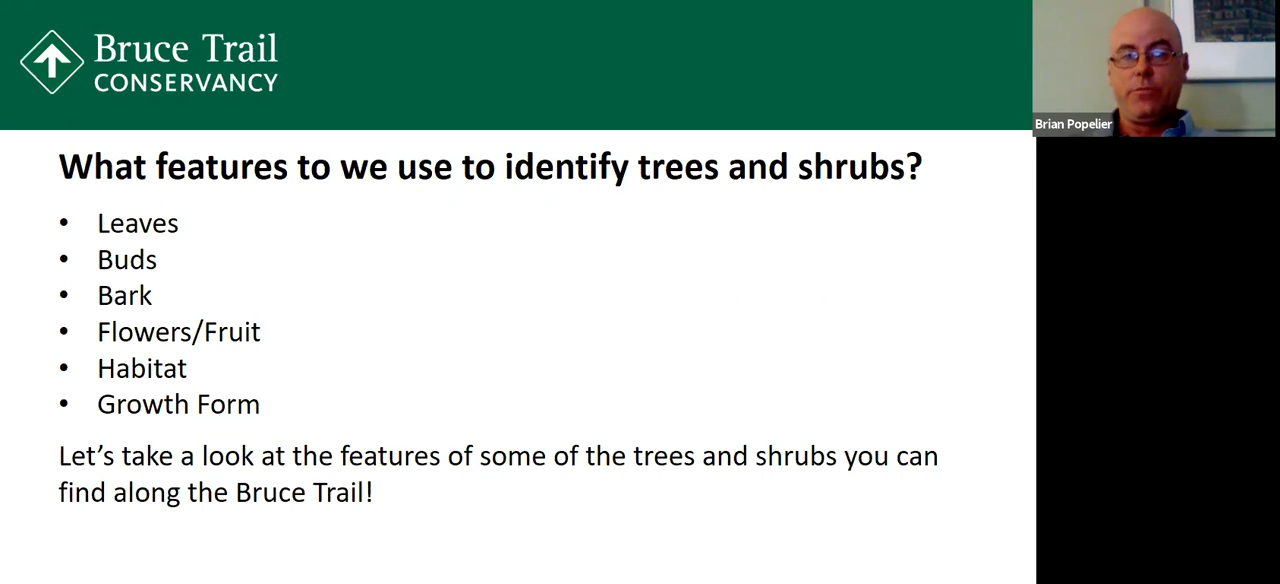 Bruce Trail
CONSERVANCY
Brian Popelier
What features to we use to identify trees and shrubs?
• Leaves
• Buds
• Bark
• Flowers/Fruit
• Habitat
• Growth Form
Let’s take a look at the features of some of the trees and shrubs you can
find along the Bruce Trail!